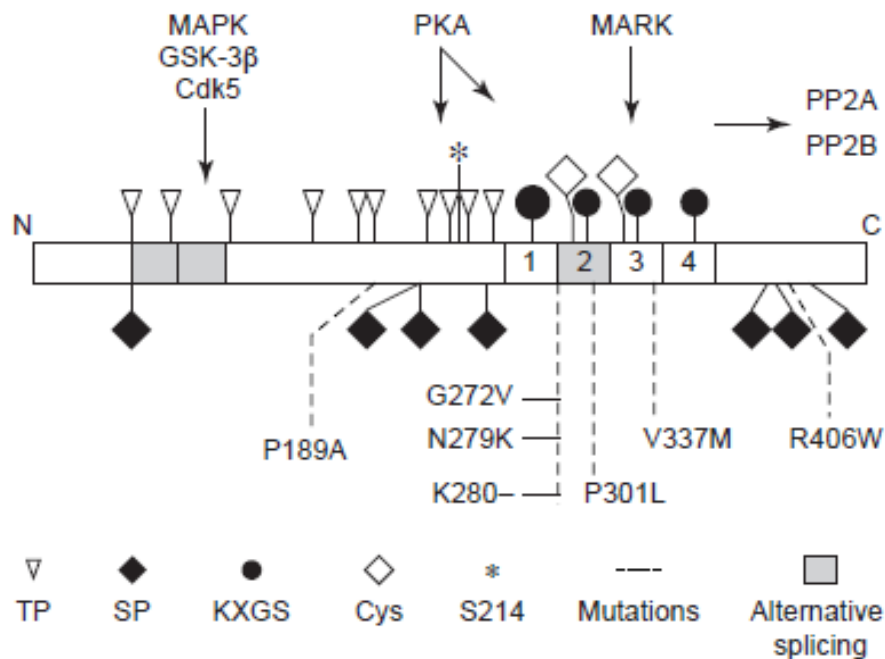 MAPK
GSK-3β
Cdk5
PKA
MARK
PP2A
PP2B
*
N
C
1 2 3 4
G272V
P189A
N279K
V337M
R406W
K280–
P301L
TP SP KXGS Cys * S214 Mutations Alternative
splicing